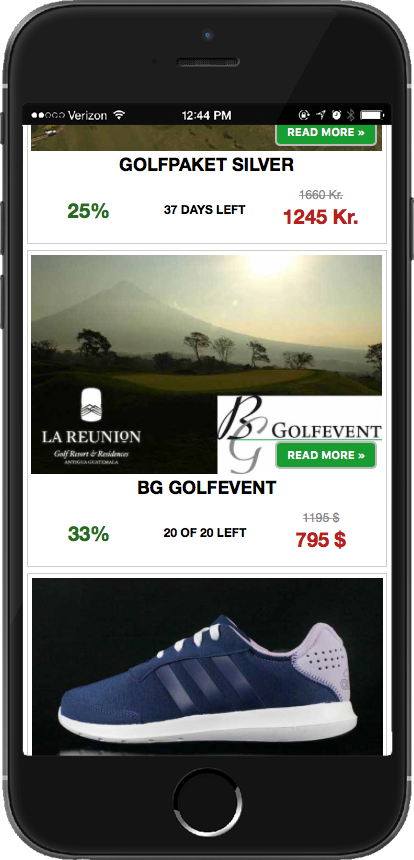 Verizon 12:44 PM
READ MORE »
GOLFPAKET SILVER
25%
37 DAYS LEFT
1660 Kr.
1245 Kr.
LA REUNION
Golf Resort & Residences
ANTIGUA GUATEMALA
BG GOLFEVENT
READ MORE »
BG GOLFEVENT
33%
20 OF 20 LEFT
1195 $
795 $